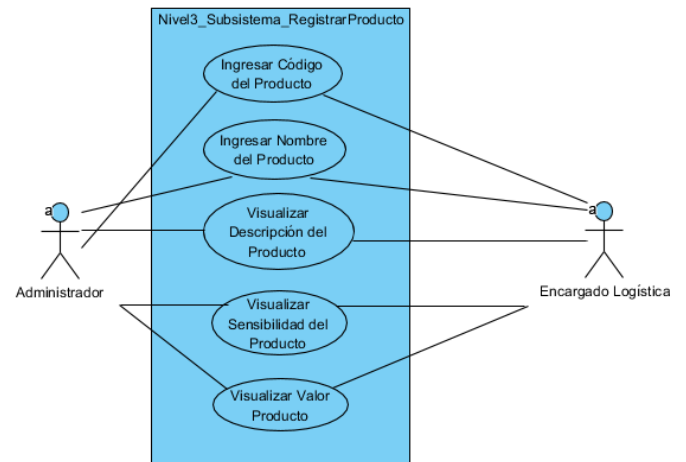 Nivel3_Subsistema_RegistrarProducto
Ingresar Código
del Producto
Ingresar Nombre
del Producto
a
Administrador
Visualizar
Descripción del
Producto
a
Encargado Logística
Visualizar
Sensibilidad del
Producto
Visualizar Valor
Producto